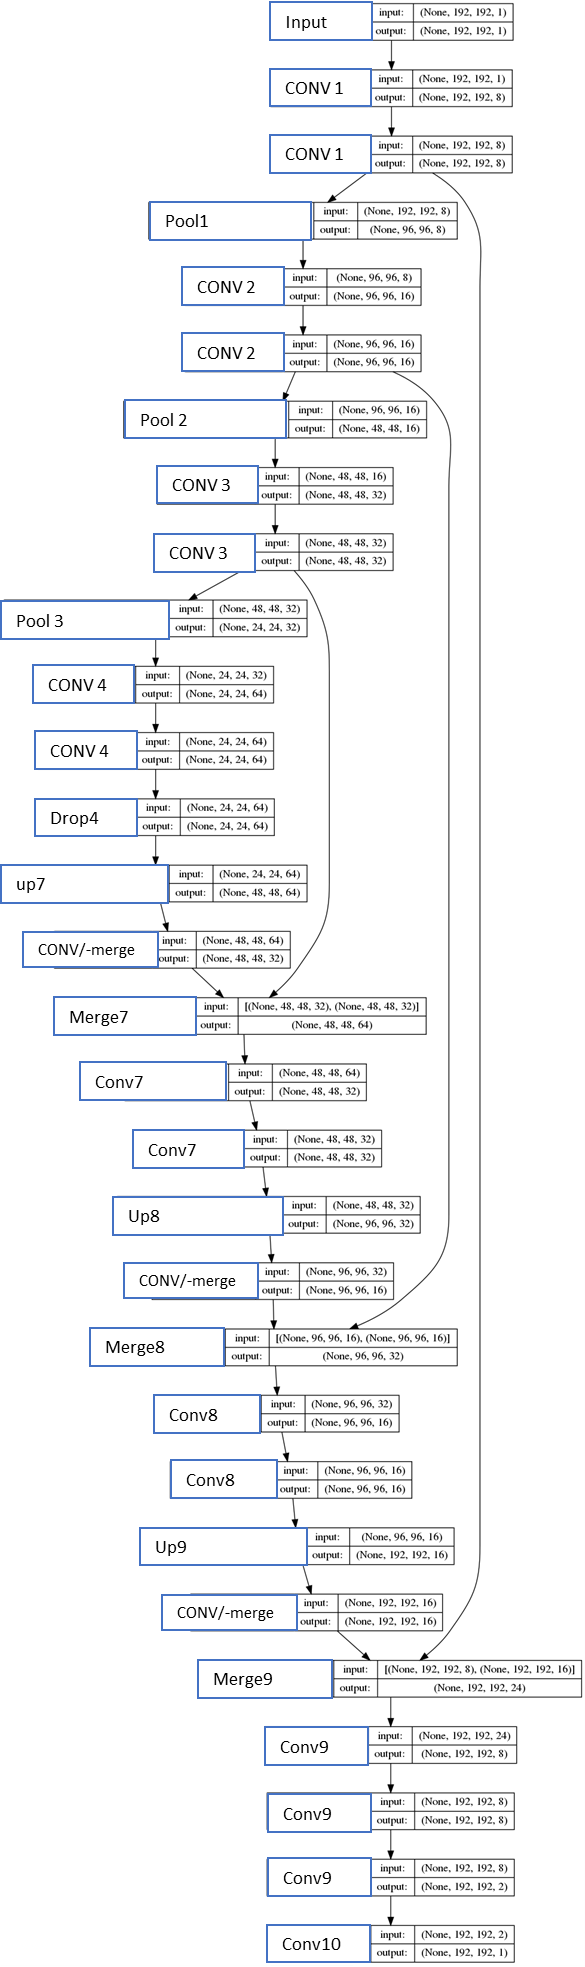 Input
input: (None, 192, 192, 1)
output: (None, 192, 192, 1)
CONV 1
input: (None, 192, 192, 1)
output: (None, 192, 192, 8)
CONV 1
input: (None, 192, 192, 8)
output: (None, 192, 192, 8)
Pool1
input: (None, 192, 192, 8)
output: (None, 96, 96, 8)
CONV 2
input: (None, 96, 96, 8)
output: (None, 96, 96, 16)
CONV 2
input: (None, 96, 96, 16)
output: (None, 96, 96, 16)
Pool 2
input: (None, 96, 96, 16)
output: (None, 48, 48, 16)
CONV 3
input: (None, 48, 48, 16)
output: (None, 48, 48, 32)
CONV 3
input: (None, 48, 48, 32)
output: (None, 48, 48, 32)
Pool 3
input: (None, 48, 48, 32)
output: (None, 24, 24, 32)
CONV 4
input: (None, 24, 24, 32)
output: (None, 24, 24, 64)
CONV 4
input: (None, 24, 24, 64)
output: (None, 24, 24, 64)
Drop4
input: (None, 24, 24, 64)
output: (None, 24, 24, 64)
up7
input: (None, 24, 24, 64)
output: (None, 48, 48, 64)
CONV/-merge
input: (None, 48, 48, 64)
output: (None, 48, 48, 32)
Merge7
input: [(None, 48, 48, 32), (None, 48, 48, 32)]
output: (None, 48, 48, 64)
Conv7
input: (None, 48, 48, 64)
output: (None, 48, 48, 32)
Conv7
input: (None, 48, 48, 32)
output: (None, 48, 48, 32)
Up8
input: (None, 48, 48, 32)
output: (None, 96, 96, 32)
CONV/-merge
input: (None, 96, 96, 32)
output: (None, 96, 96, 16)
Merge8
input: [(None, 96, 96, 16), (None, 96, 96, 16)]
output: (None, 96, 96, 32)
Conv8
input: (None, 96, 96, 32)
output: (None, 96, 96, 16)
Conv8
input: (None, 96, 96, 16)
output: (None, 96, 96, 16)
Up9
input: (None, 96, 96, 16)
output: (None, 192, 192, 16)
CONV/-merge
input: (None, 192, 192, 16)
output: (None, 192, 192, 16)
Merge9
input: [(None, 192, 192, 8), (None, 192, 192, 16)]
output: (None, 192, 192, 24)
Conv9
input: (None, 192, 192, 24)
output: (None, 192, 192, 8)
Conv9
input: (None, 192, 192, 8)
output: (None, 192, 192, 8)
Conv9
input: (None, 192, 192, 8)
output: (None, 192, 192, 2)
Conv10
input: (None, 192, 192, 2)
output: (None, 192, 192, 1)